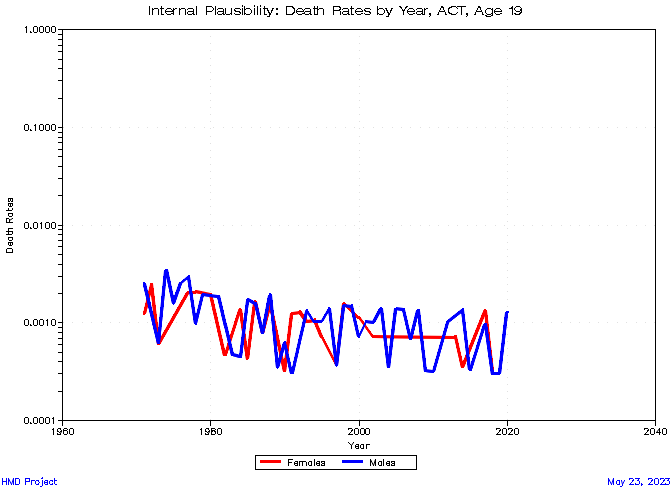 Internal Plausibility: Death Rates by Year, ACT, Age 19
1.0000
0.1000
0.0100
0.0010
0.0001
Death Rates
1960 1980 2000 2020 2040
Year
Females Males
HMD Project May 23, 2023